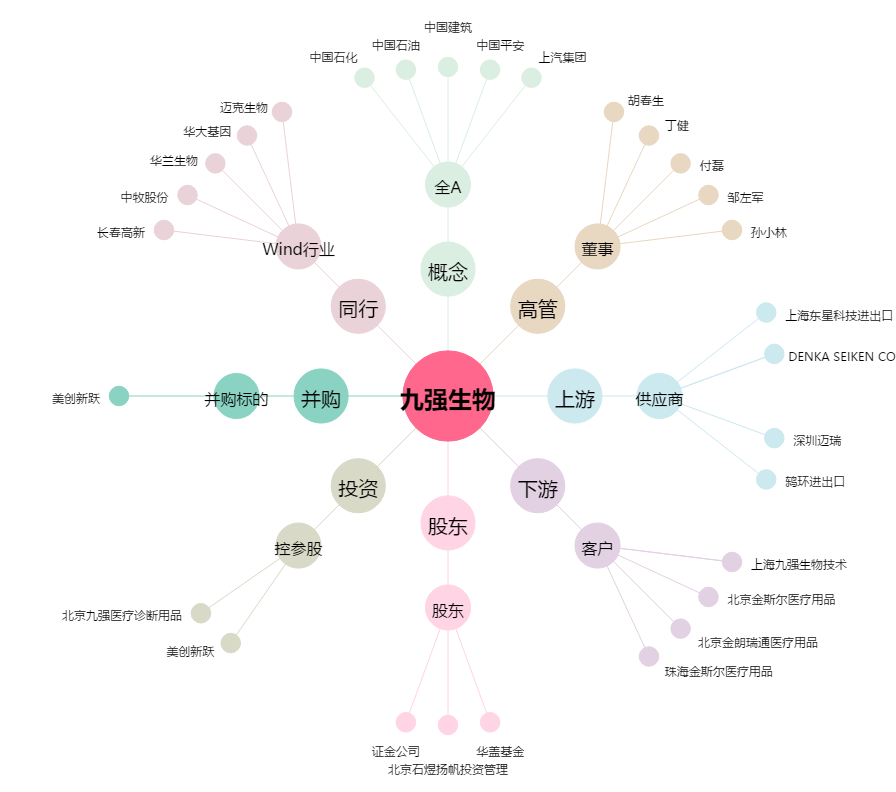 中国建筑
中国石油
中国平安
中国石化
上汽集团
迈克生物
胡春生
华大基因
丁健
华兰生物
付磊
中牧股份
邹左军
长春高新
孙小林
全A
Wind行业
董事
概念
同行
高管
上海东星科技进出口
DENKA SEIKEN CO
美创新跃
并购标的
并购
九强生物
上游
供应商
深圳迈瑞
鹑环进出口
投资
下游
股东
控参股
客户
上海九强生物技术
北京金斯尔医疗用品
股东
北京九强医疗诊断用品
北京金朗瑞通医疗用品
美创新跃
珠海金斯尔医疗用品
证金公司
华盖基金
北京石煜扬帆投资管理